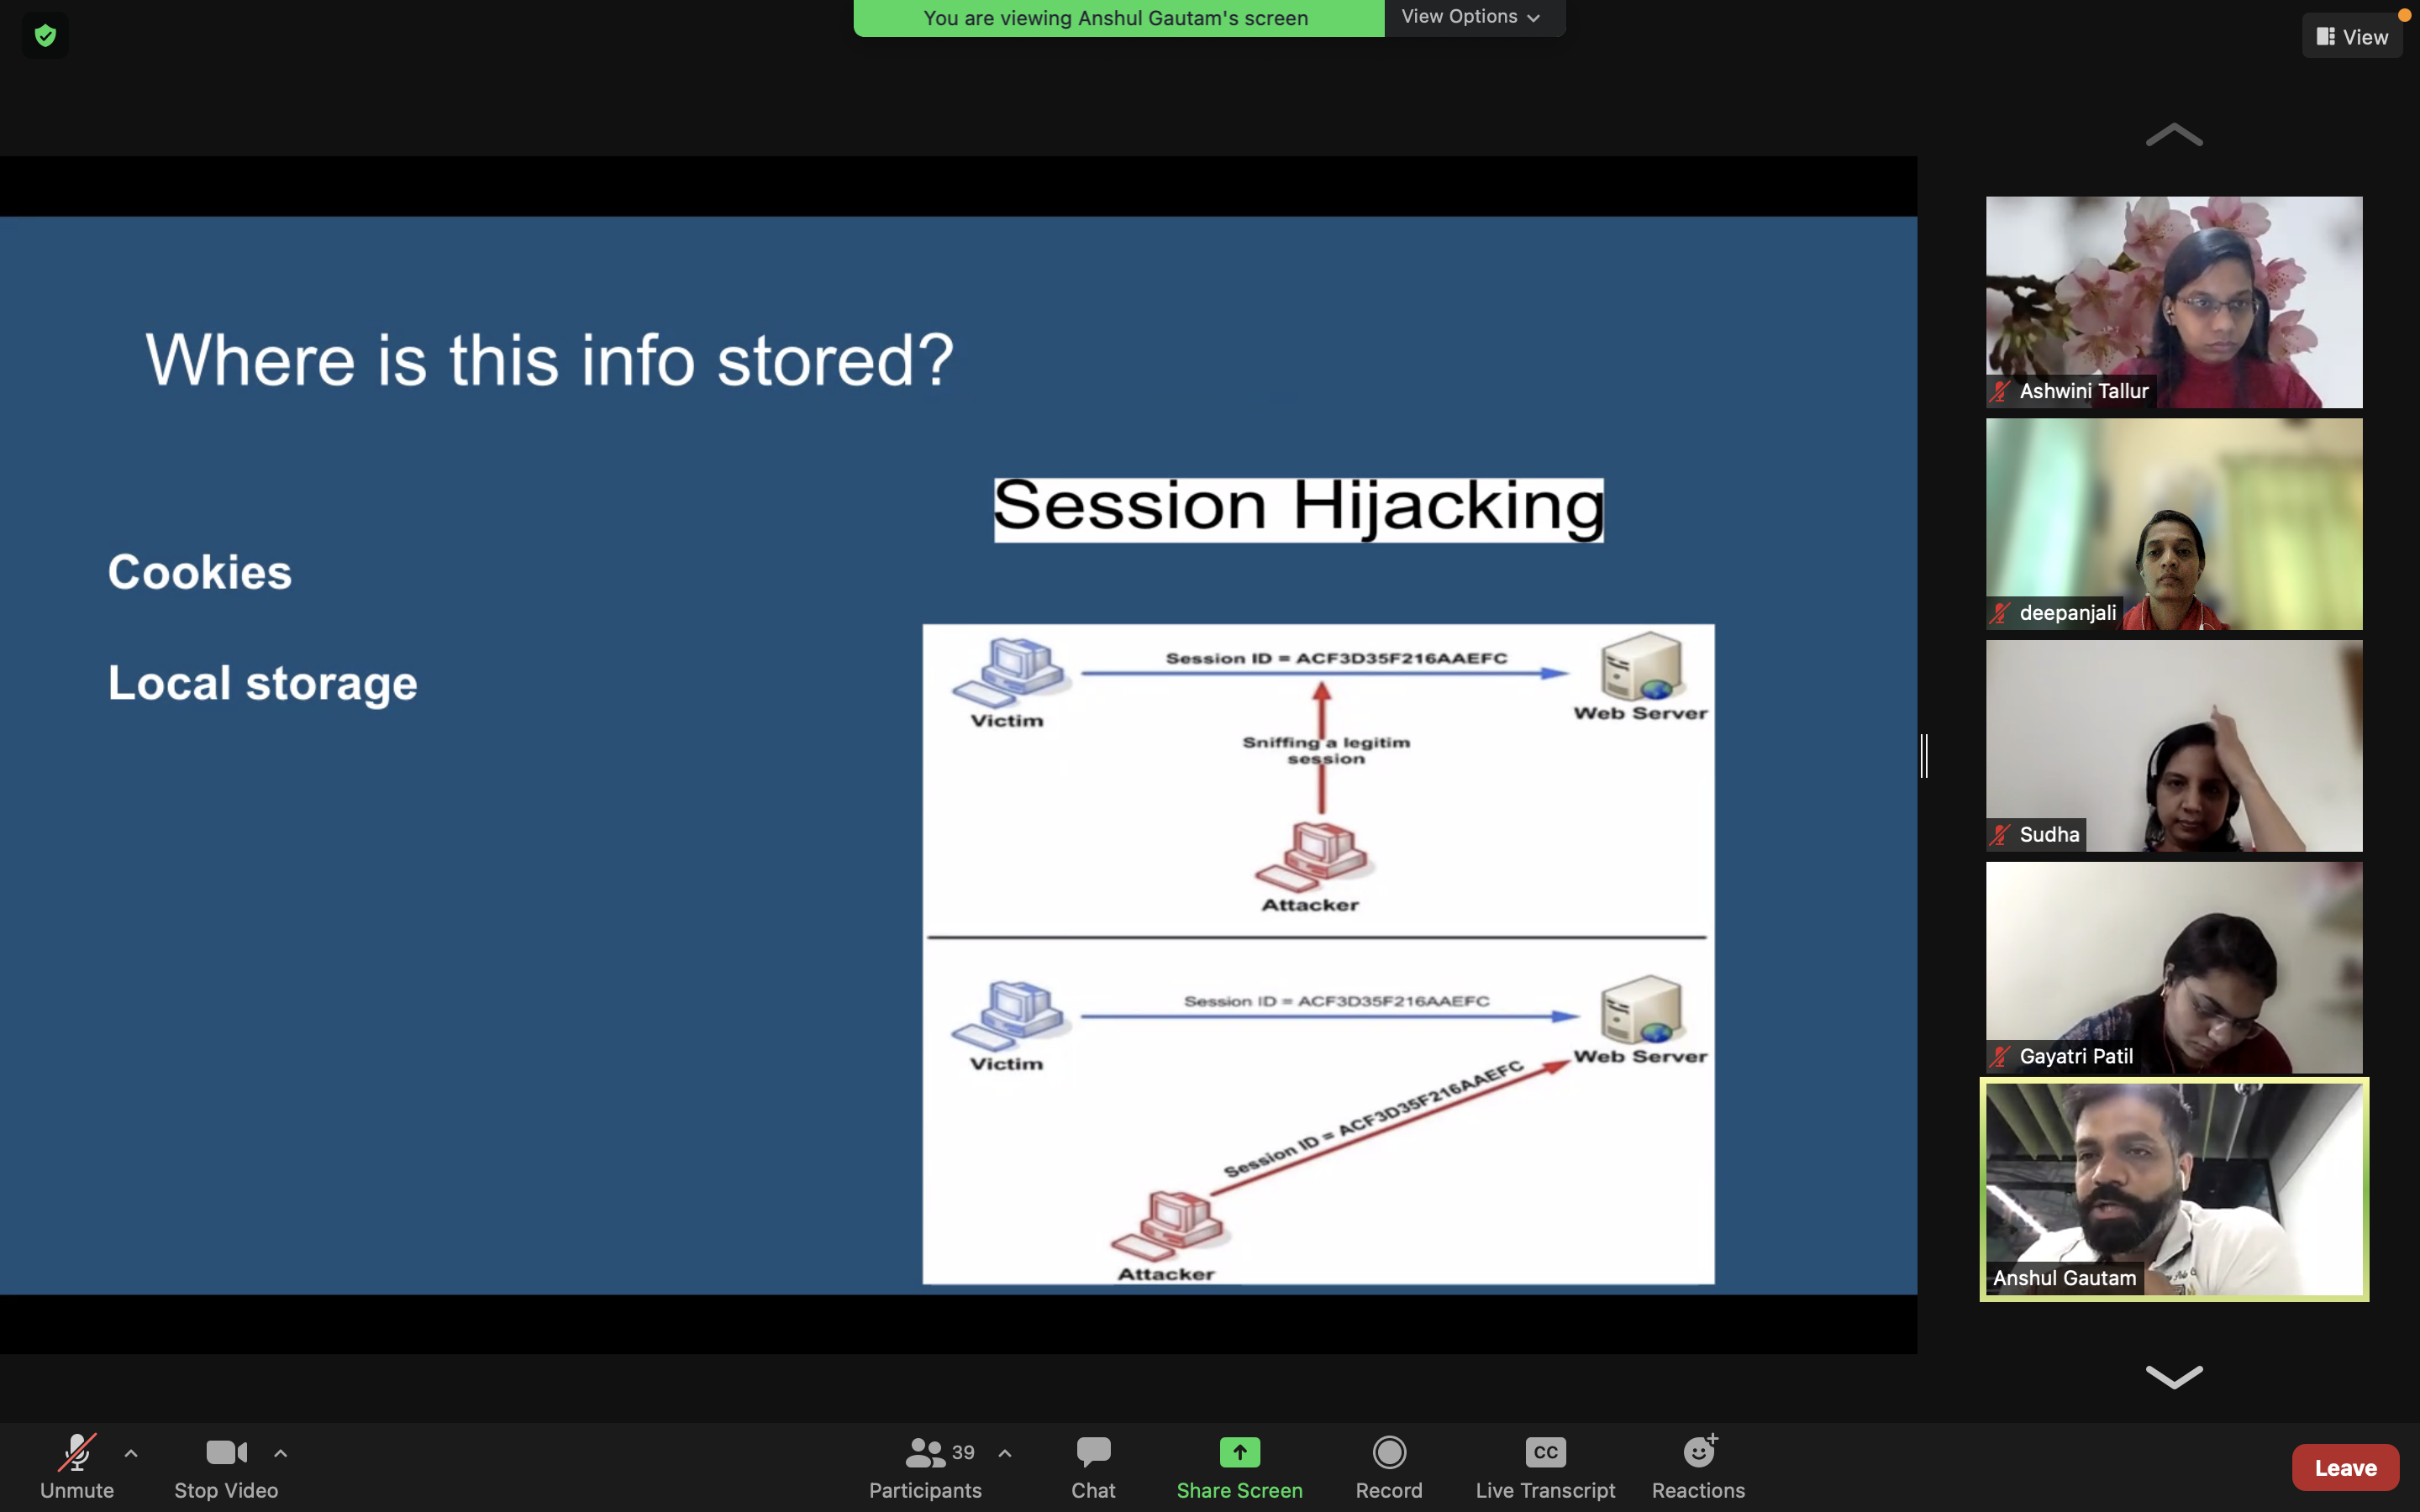 You are viewing Anshul Gautam's screen
View Options
View
Where is this info stored?
Session Hijacking
Cookies
Local storage
Session ID = ACF3D35F216AAEFC
Victim
Web Server
Sniffing a legitim
session
Attacker
Session ID = ACF3D35F216AAEFC
Victim
Web Server
Session ID = ACF3D35F216AAEFC
Attacker
Ashwini Tallur
deepanjali
Sudha
Gayatri Patil
Anshul Gautam
Unmute
Stop Video
39
Participants
Chat
Share Screen
Record
CC
Live Transcript
Reactions
Leave